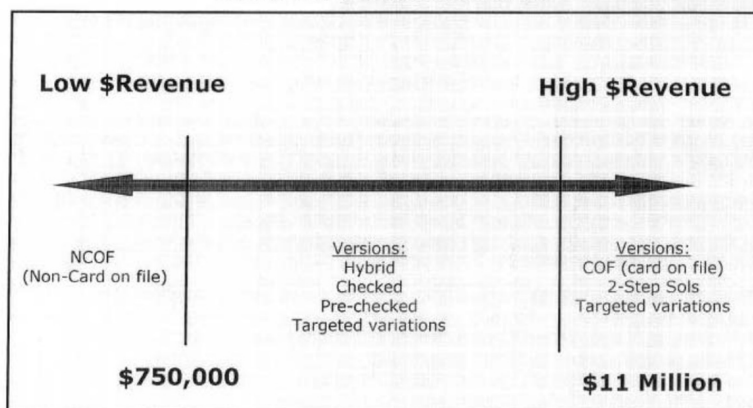 Low $Revenue
High $Revenue
NCOF
(Non-Card on file)
Versions:
Hybrid
Checked
Pre-checked
Targeted variations
Versions:
COF (card on file)
2-Step Sols
Targeted variations
$750,000
$11 Million